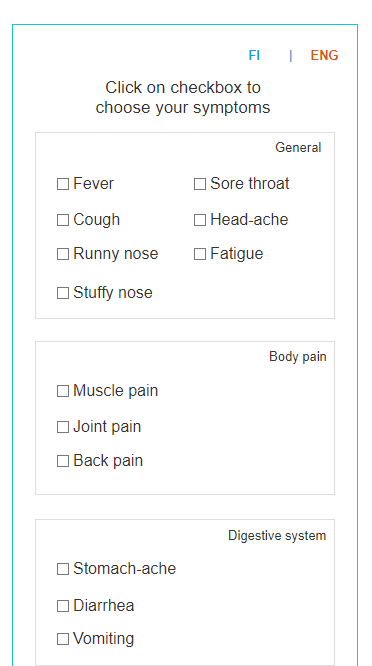 FI | ENG
Click on checkbox to
choose your symptoms
General
Fever
Sore throat
Cough
Head-ache
Runny nose
Fatigue
Stuffy nose
Body pain
Muscle pain
Joint pain
Back pain
Digestive system
Stomach-ache
Diarrhea
Vomiting